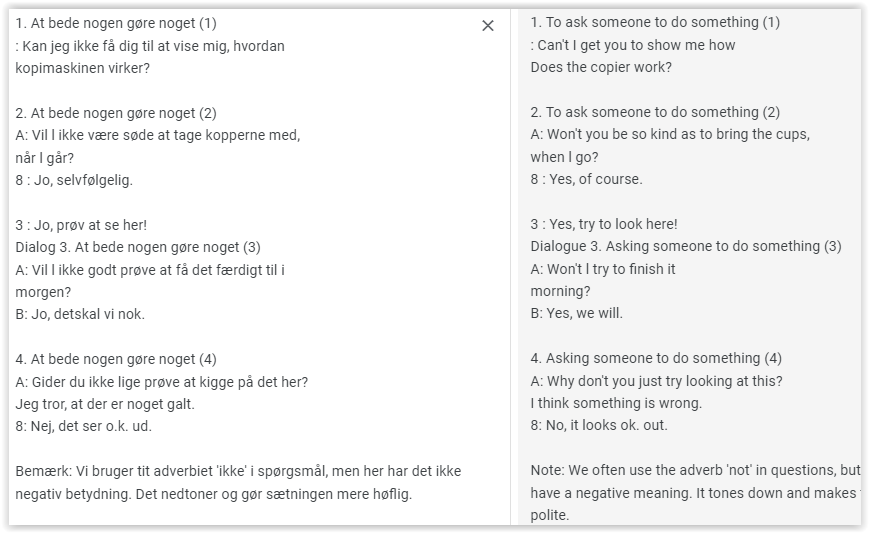 1. At bede nogen gøre noget (1)
: Kan jeg ikke få dig til at vise mig, hvordan
kopimaskinen virker?
2. At bede nogen gøre noget (2)
A: Vil l ikke være søde at tage kopperne med,
når l går?
8 : Jo, selvfølgelig.
3 : Jo, prøv at se her!
Dialog 3. At bede nogen gøre noget (3)
A: Vil l ikke godt prøve at få det færdigt til i
morgen?
B: Jo, detskal vi nok.
4. At bede nogen gøre noget (4)
A: Gider du ikke lige prøve at kigge på det her?
Jeg tror, at der er noget galt.
8: Nej, det ser o.k. ud.
Bemærk: Vi bruger tit adverbiet 'ikke' i spørgsmål, men her har det ikke
negativ betydning. Det nedtoner og gør sætningen mere høflig.
1. To ask someone to do something (1)
: Can't I get you to show me how
Does the copier work?
2. To ask someone to do something (2)
A: Won't you be so kind as to bring the cups,
when l go?
8 : Yes, of course.
3 : Yes, try to look here!
Dialogue 3. Asking someone to do something (3)
A: Won't l try to finish it
morning?
B: Yes, we will.
4. Asking someone to do something (4)
A: Why don't you just try looking at this?
I think something is wrong.
8: No, it looks ok. out.
Note: We often use the adverb 'not' in questions, but
have a negative meaning. It tones down and makes
polite.